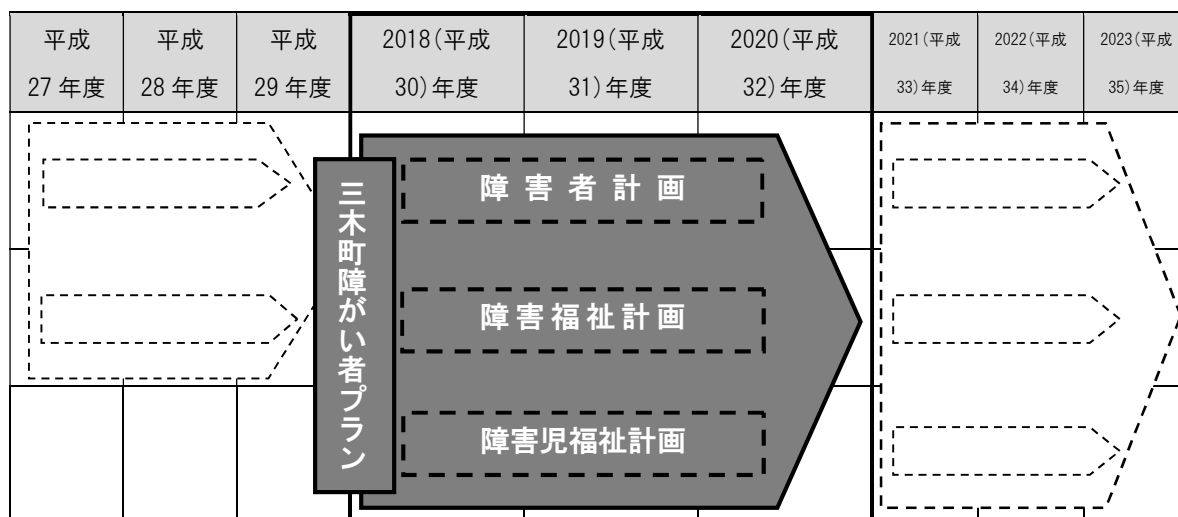 平成
27年度
平成
28年度
平成
29年度
2018(平成
30)年度
2019(平成
31)年度
2020(平成
32)年度
2021(平成
33)年度
2022(平成
34)年度
2023(平成
35)年度
三木町障がい者プラン
障害者計画
障害福祉計画
障害児福祉計画